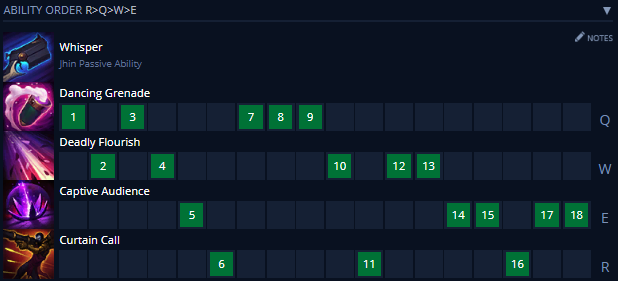 ABILITY ORDER R>Q>W>E ▼
NOTES
Whisper
Jhin Passive Ability
Dancing Grenade
1 3 7 8 9 Q
Deadly Flourish
2 4 10 12 13 W
Captive Audience
5 14 15 17 18 E
Curtain Call
6 11 16 R